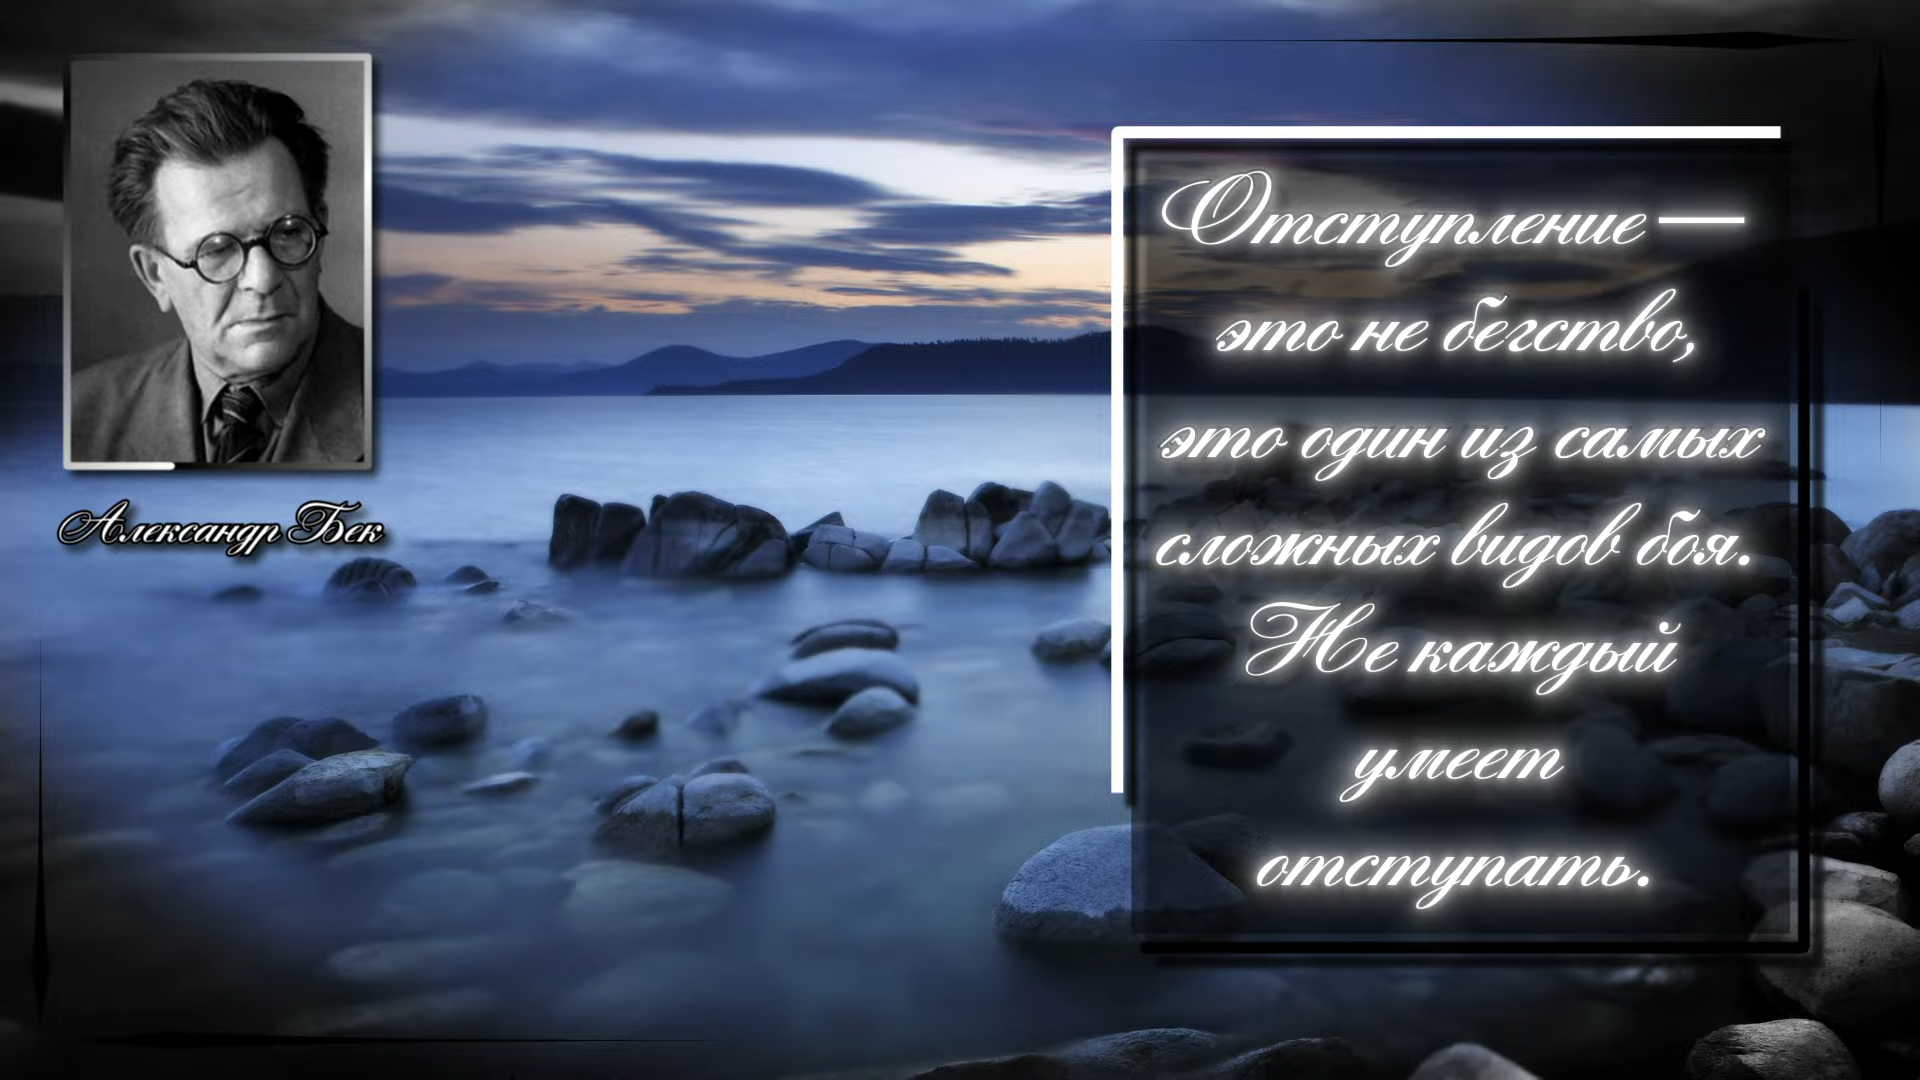 Александр Бек
Отступление —
это не бегство,
это один из самых
сложных видов боя.
Не каждый
умеет
отступать.